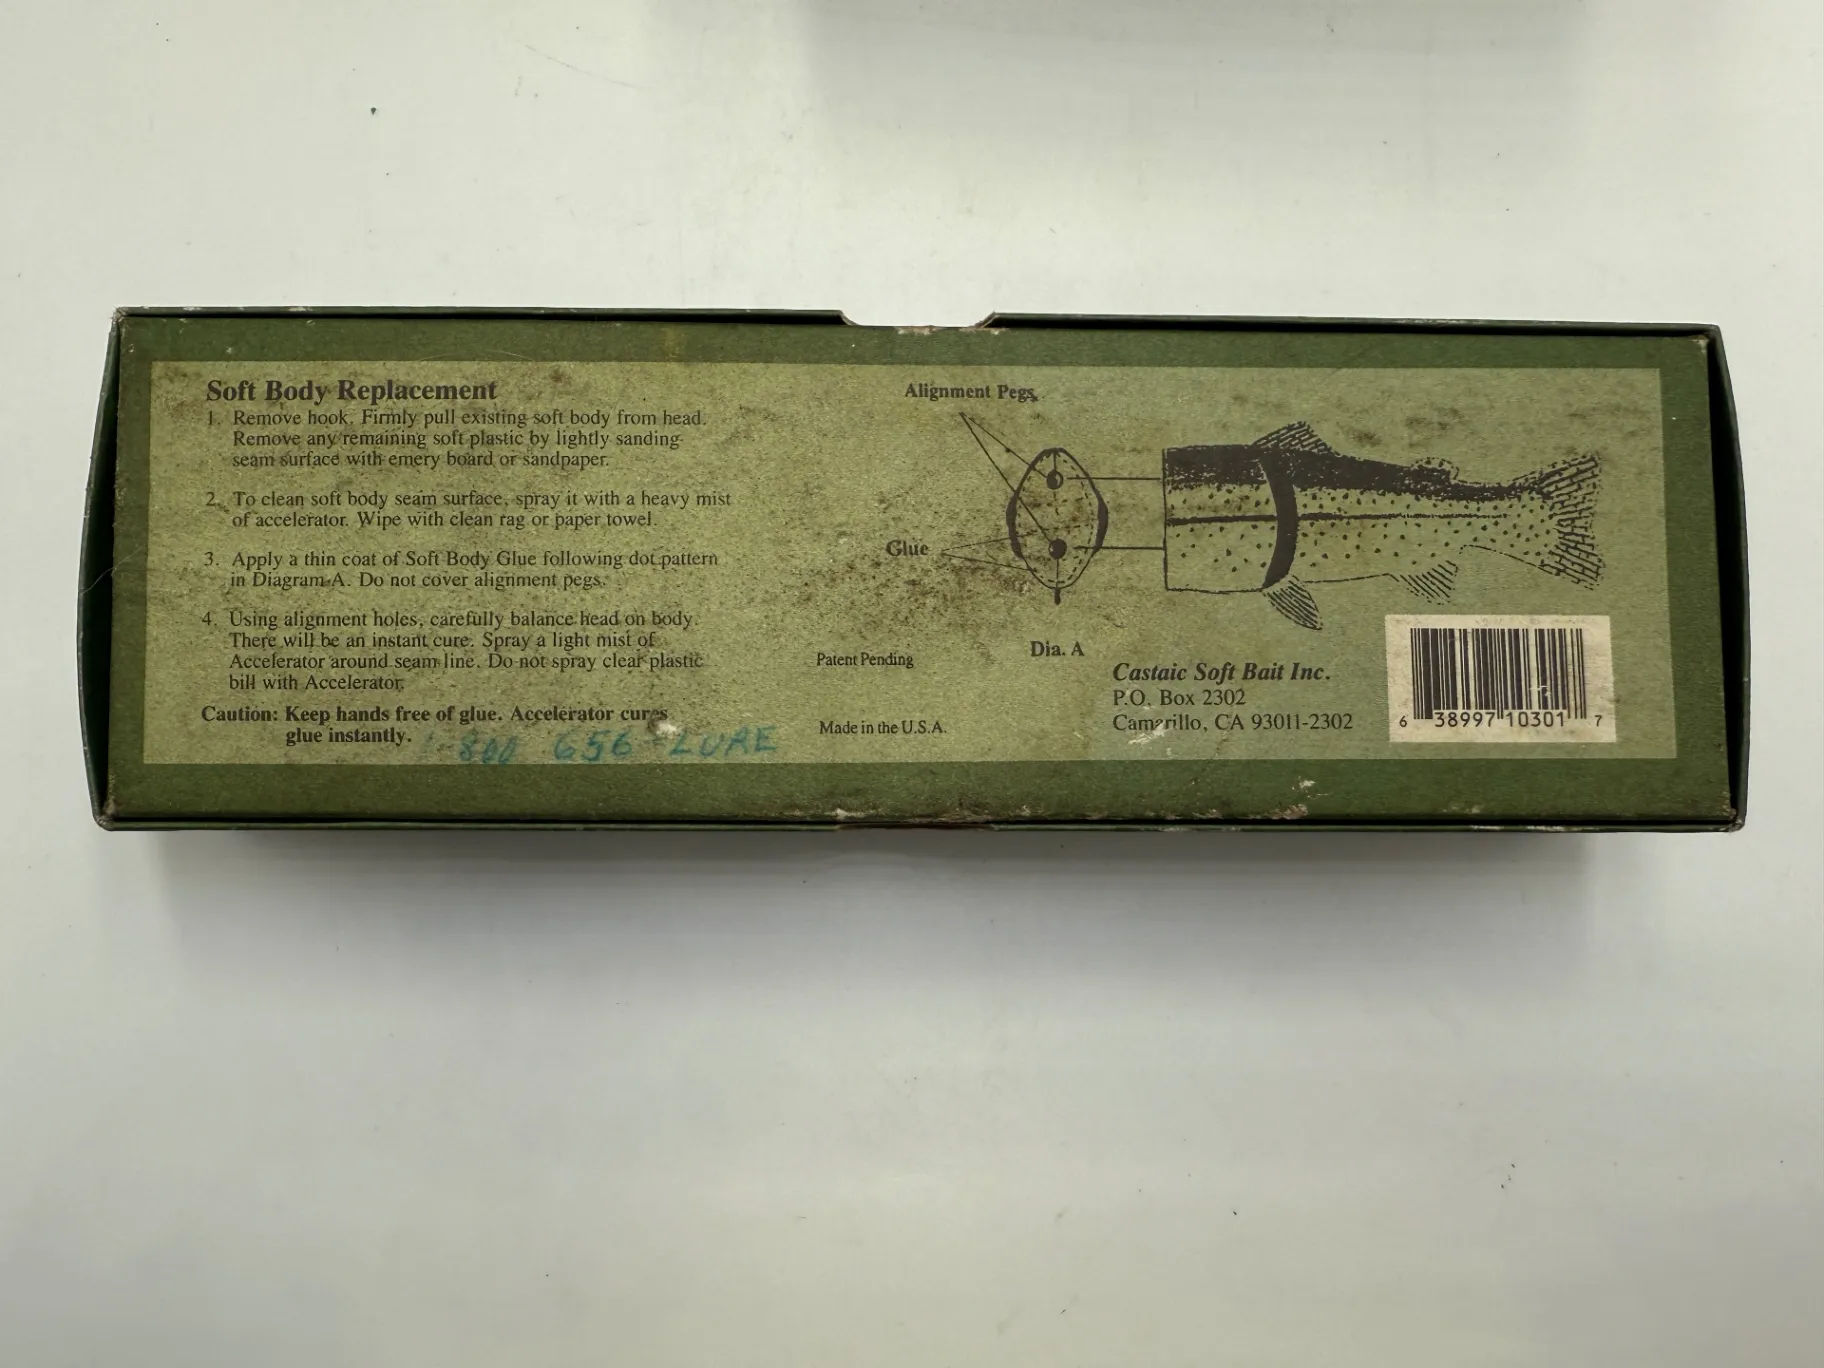 Soft Body Replacement
1. Remove hook. Firmly pull existing soft body from head.
Remove any remaining soft plastic by lightly sanding
seam surface with emery board or sandpaper.
2. To clean soft body seam surface, spray it with a heavy mist
of accelerator. Wipe with clean rag or paper towel.
3. Apply a thin coat of Soft Body Glue following dot pattern
in Diagram A. Do not cover alignment pegs.
4. Using alignment holes, carefully balance head on body.
There will be an instant cure. Spray a light mist of
Accelerator around seam line. Do not spray clear plastic
bill with Accelerator.
Caution: Keep hands free of glue. Accelerator cures
glue instantly.
1-800 656-LURE
Alignment Pegs
Glue
Dia. A
Patent Pending
Made in the U.S.A.
Castaic Soft Bait Inc.
P.O. Box 2302
Camarillo, CA 93011-2302
6 38997 10301 7